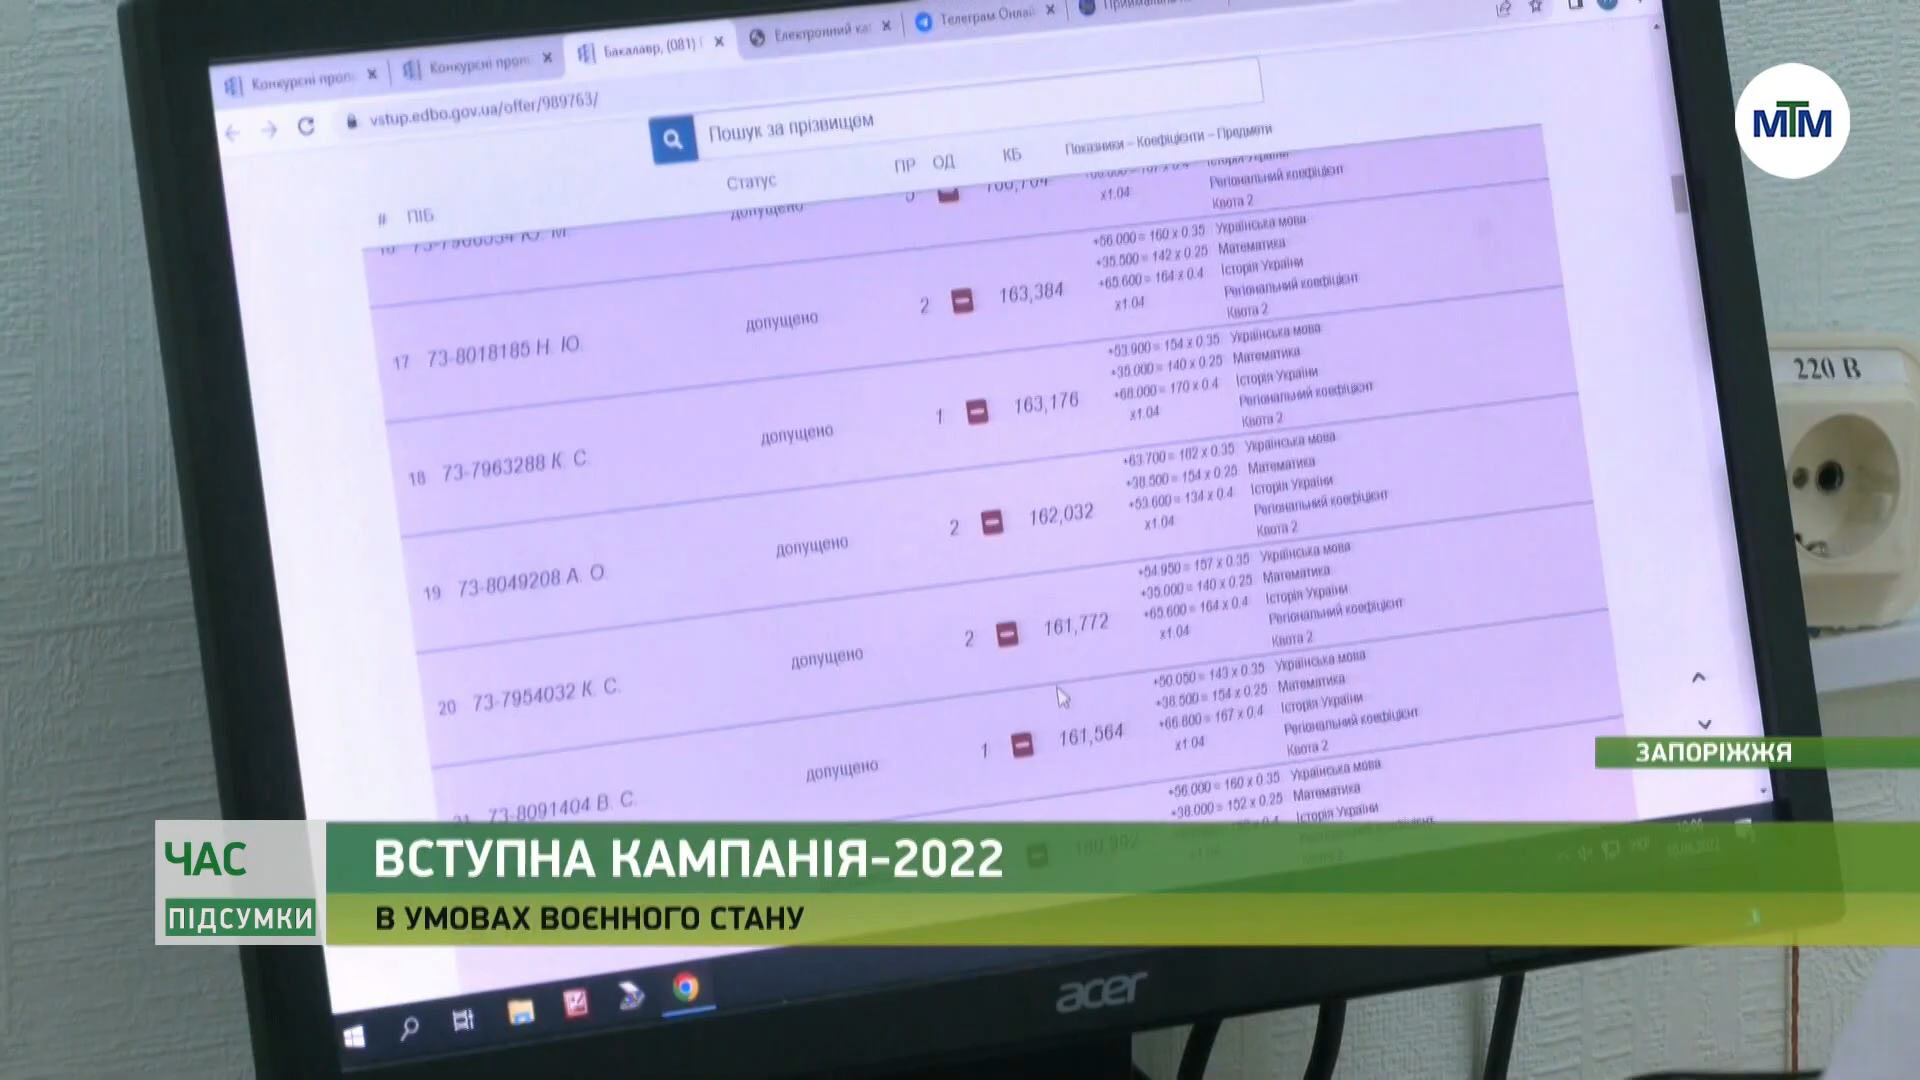 Конкурсні проп
Конкурсні проп
Бакалавр, (081)
Електронний ка
Телеграм Онлай
vstup.edbo.gov.ua/offer/989763/
Пошук за прізвищем
# ПІБ Статус ПР ОД КБ Показники – Коефіцієнти – Предмети
x1.04 Регіональний коефіцієнт
Квота 2
17 73-8018185 Н. Ю. допущено 2 163,384
+56.000 = 160 x 0.35 Українська мова
+35.500 = 142 x 0.25 Математика
+65.600 = 164 x 0.4 Історія України
x1.04 Регіональний коефіцієнт
Квота 2
18 73-7963288 К. С. допущено 1 163,176
+53.900 = 154 x 0.35 Українська мова
+35.000 = 140 x 0.25 Математика
+68.000 = 170 x 0.4 Історія України
x1.04 Регіональний коефіцієнт
Квота 2
19 73-8049208 А. О. допущено 2 162,032
+63.700 = 182 x 0.35 Українська мова
+38.500 = 154 x 0.25 Математика
+53.600 = 134 x 0.4 Історія України
x1.04 Регіональний коефіцієнт
Квота 2
20 73-7954032 К. С. допущено 2 161,772
+54.950 = 157 x 0.35 Українська мова
+35.000 = 140 x 0.25 Математика
+65.600 = 164 x 0.4 Історія України
x1.04 Регіональний коефіцієнт
Квота 2
73-8091404 В. С. допущено 1 161,564
+50.050 = 143 x 0.35 Українська мова
+38.500 = 154 x 0.25 Математика
+66.800 = 167 x 0.4 Історія України
x1.04 Регіональний коефіцієнт
Квота 2
+56.000 = 160 x 0.35 Українська мова
+38.000 = 152 x 0.25 Математика
Історія України
МТМ
220 В
ЗАПОРІЖЖЯ
ЧАС
ПІДСУМКИ
ВСТУПНА КАМПАНІЯ-2022
В УМОВАХ ВОЄННОГО СТАНУ
acer